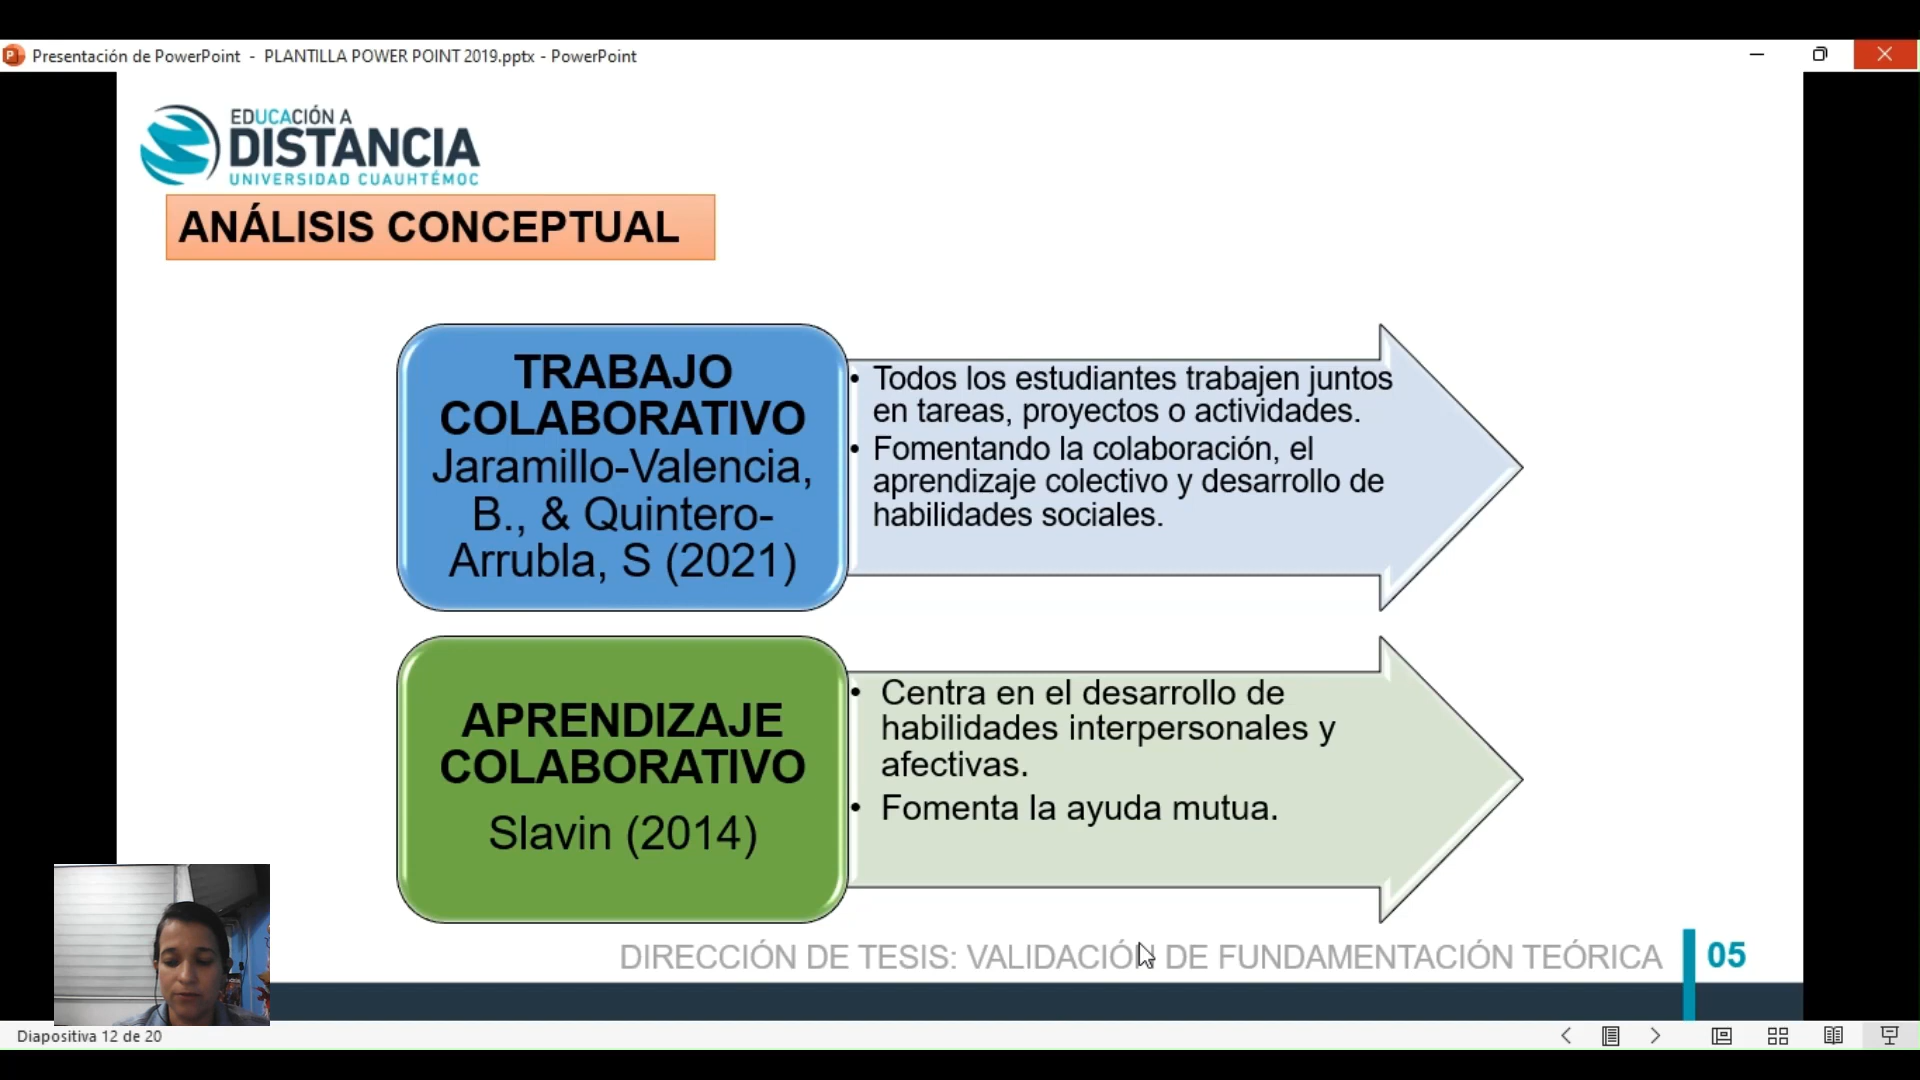 Presentación de PowerPoint - PLANTILLA POWER POINT 2019.pptx - PowerPoint
EDUCACIÓN A
DISTANCIA
UNIVERSIDAD CUAUHTÉMOC
ANÁLISIS CONCEPTUAL
TRABAJO
COLABORATIVO
Jaramillo-Valencia,
B., & Quintero-
Arrubla, S (2021)
• Todos los estudiantes trabajen juntos
en tareas, proyectos o actividades.
• Fomentando la colaboración, el
aprendizaje colectivo y desarrollo de
habilidades sociales.
APRENDIZAJE
COLABORATIVO
Slavin (2014)
• Centra en el desarrollo de
habilidades interpersonales y
afectivas.
• Fomenta la ayuda mutua.
DIRECCIÓN DE TESIS: VALIDACIÓN DE FUNDAMENTACIÓN TEÓRICA
05
Diapositiva 12 de 20